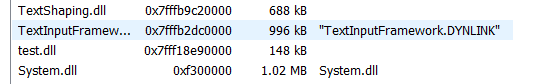 TextShaping.dll 0x7fffb9c20000 688 kB
TextInputFramew... 0x7fffb2dc0000 996 kB "TextInputFramework.DYNLINK"
test.dll 0x7fff18e90000 148 kB
System.dll 0xf300000 1.02 MB System.dll